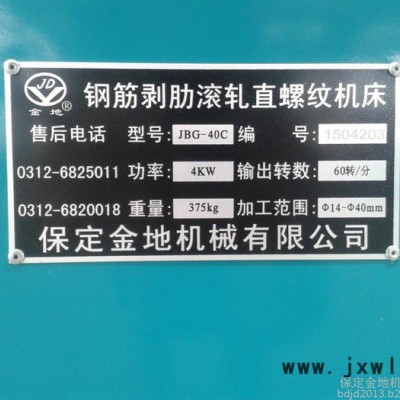 JD
金地®
钢筋剥肋滚轧直螺纹机床
售后电话 型号: JBG-40C 编 号: 1504203
0312-6825011 功率: 4KW 输出转数: 60转/分
0312-6820018 重量: 375kg 加工范围: Φ14-Φ40mm
保定金地机械有限公司
www.jxwl
保定金地机
bdjd2013.b2